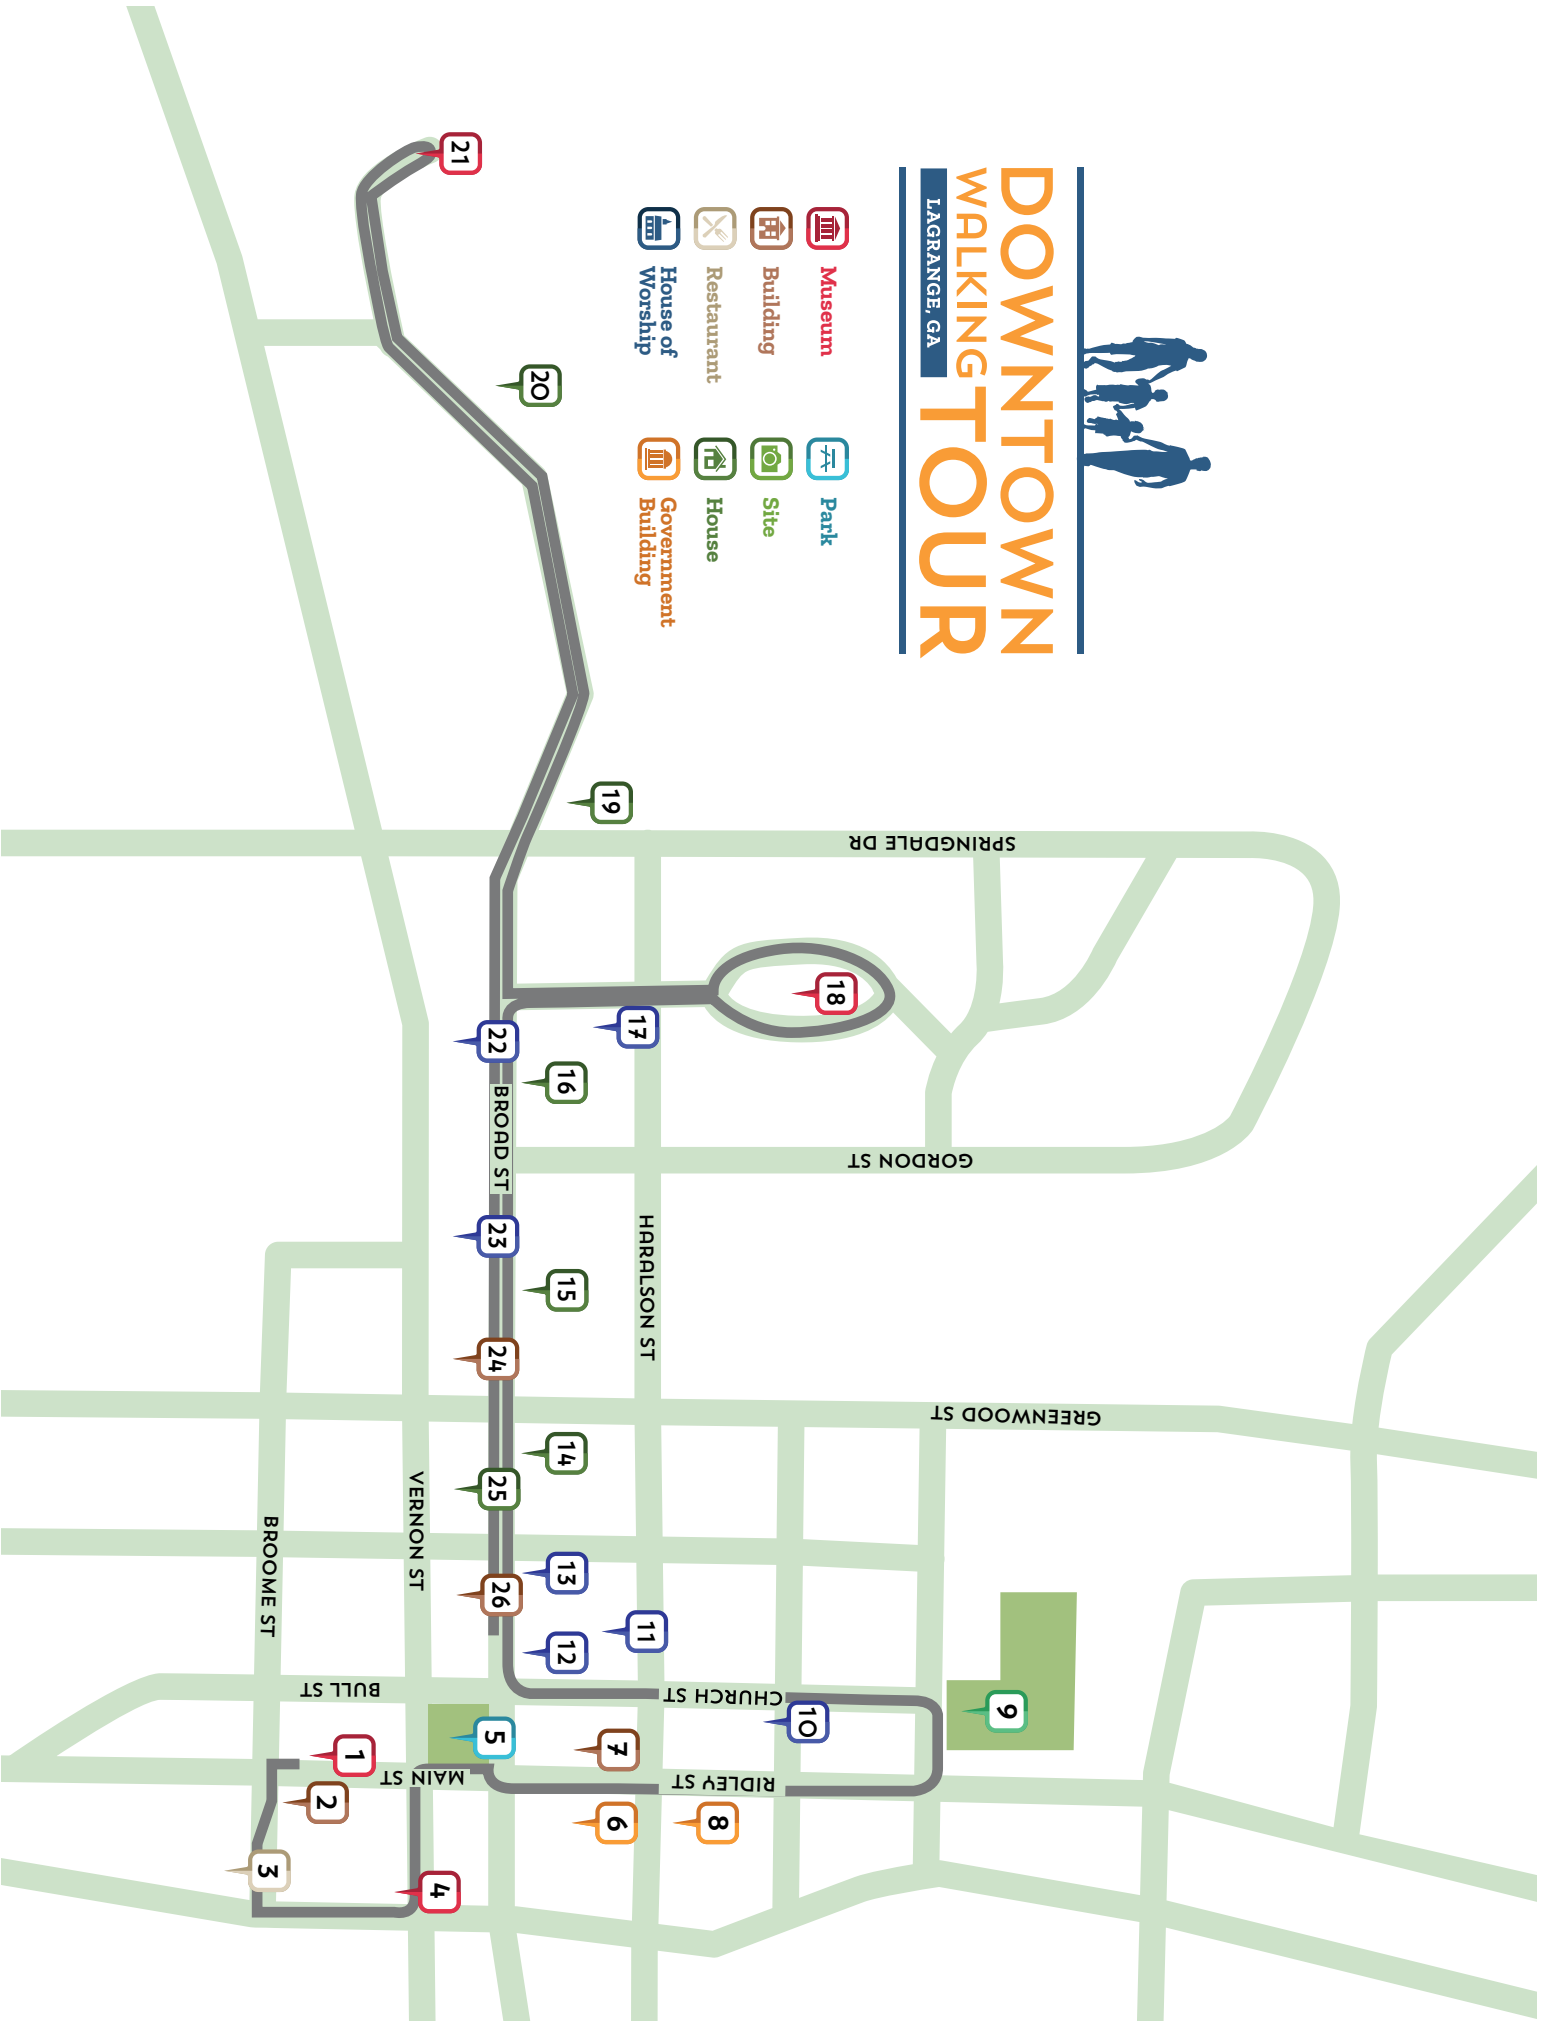 DOWNTOWN
WALKING TOUR
LAGRANGE, GA
Museum
Building
Restaurant
House of
Worship
Park
Site
House
Government
Building
21
20
19
SPRINGDALE DR
18
17
22
16
BROAD ST
GORDON ST
23
15
HARALSON ST
24
GREENWOOD ST
14
25
VERNON ST
BROOME ST
13
26
11
12
BULL ST
CHURCH ST
9
10
5
7
1
MAIN ST
RIDLEY ST
2
6
8
3
4